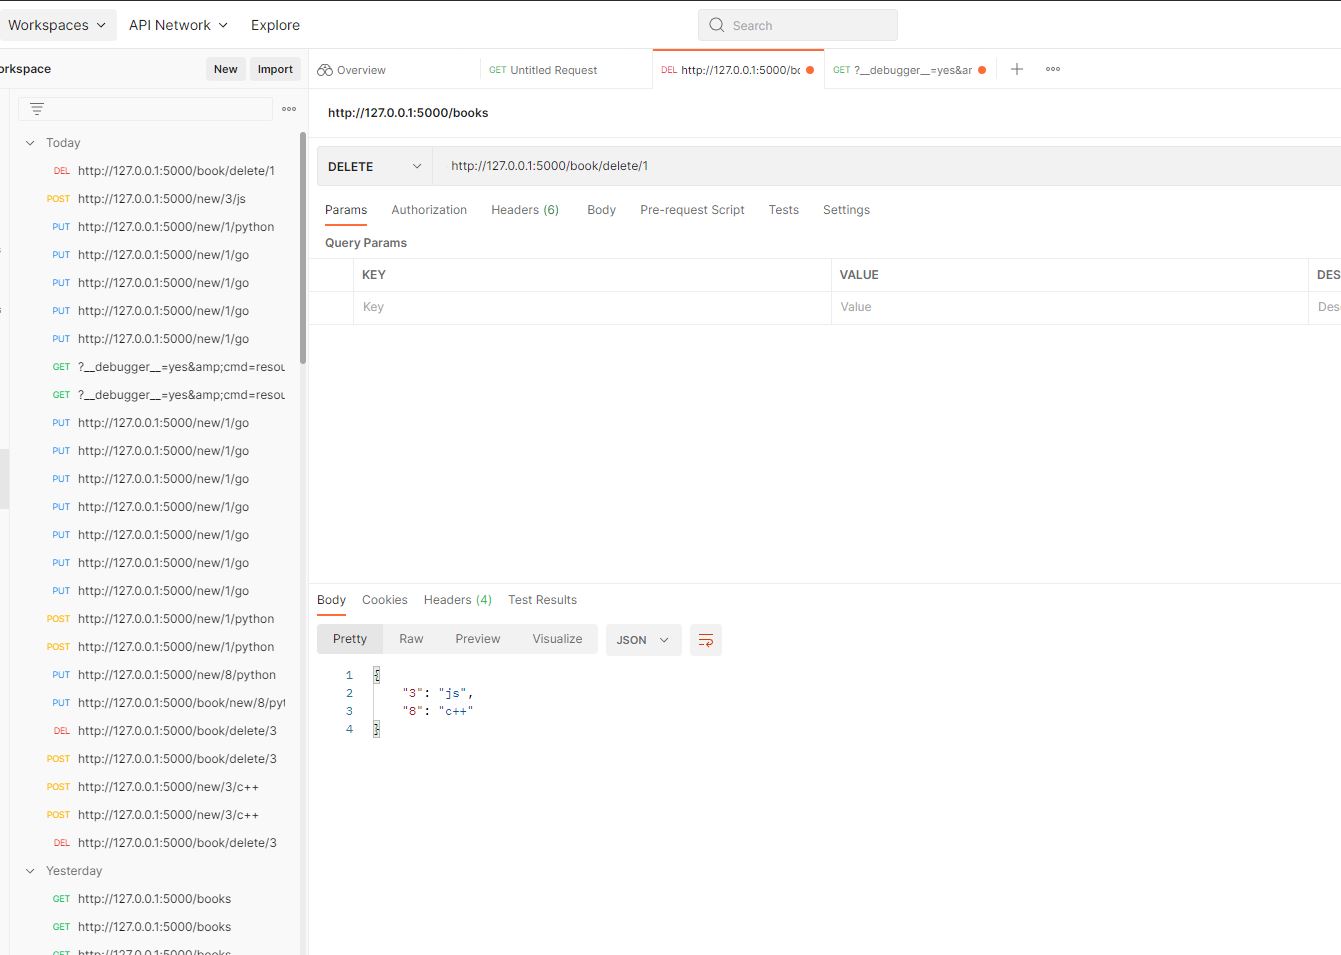 Workspaces API Network Explore Search
orkspace New Import
Today
DEL http://127.0.0.1:5000/book/delete/1
POST http://127.0.0.1:5000/new/3/js
PUT http://127.0.0.1:5000/new/1/python
PUT http://127.0.0.1:5000/new/1/go
PUT http://127.0.0.1:5000/new/1/go
PUT http://127.0.0.1:5000/new/1/go
PUT http://127.0.0.1:5000/new/1/go
GET ?__debugger__=yes&amp;cmd=resou
GET ?__debugger__=yes&amp;cmd=resou
PUT http://127.0.0.1:5000/new/1/go
PUT http://127.0.0.1:5000/new/1/go
PUT http://127.0.0.1:5000/new/1/go
PUT http://127.0.0.1:5000/new/1/go
PUT http://127.0.0.1:5000/new/1/go
PUT http://127.0.0.1:5000/new/1/go
PUT http://127.0.0.1:5000/new/1/go
POST http://127.0.0.1:5000/new/1/python
POST http://127.0.0.1:5000/new/1/python
PUT http://127.0.0.1:5000/new/8/python
PUT http://127.0.0.1:5000/book/new/8/pyt
DEL http://127.0.0.1:5000/book/delete/3
POST http://127.0.0.1:5000/book/delete/3
POST http://127.0.0.1:5000/new/3/c++
POST http://127.0.0.1:5000/new/3/c++
DEL http://127.0.0.1:5000/book/delete/3
Yesterday
GET http://127.0.0.1:5000/books
GET http://127.0.0.1:5000/books
GET http://127.0.0.1:5000/books
Overview GET Untitled Request DEL http://127.0.0.1:5000/bo GET ?__debugger__=yes&ar
http://127.0.0.1:5000/books
DELETE http://127.0.0.1:5000/book/delete/1
Params Authorization Headers (6) Body Pre-request Script Tests Settings
Query Params
KEY VALUE DES
Key Value Desc
Body Cookies Headers (4) Test Results
Pretty Raw Preview Visualize JSON
1 {
2 "3": "js",
3 "8": "c++"
4 }